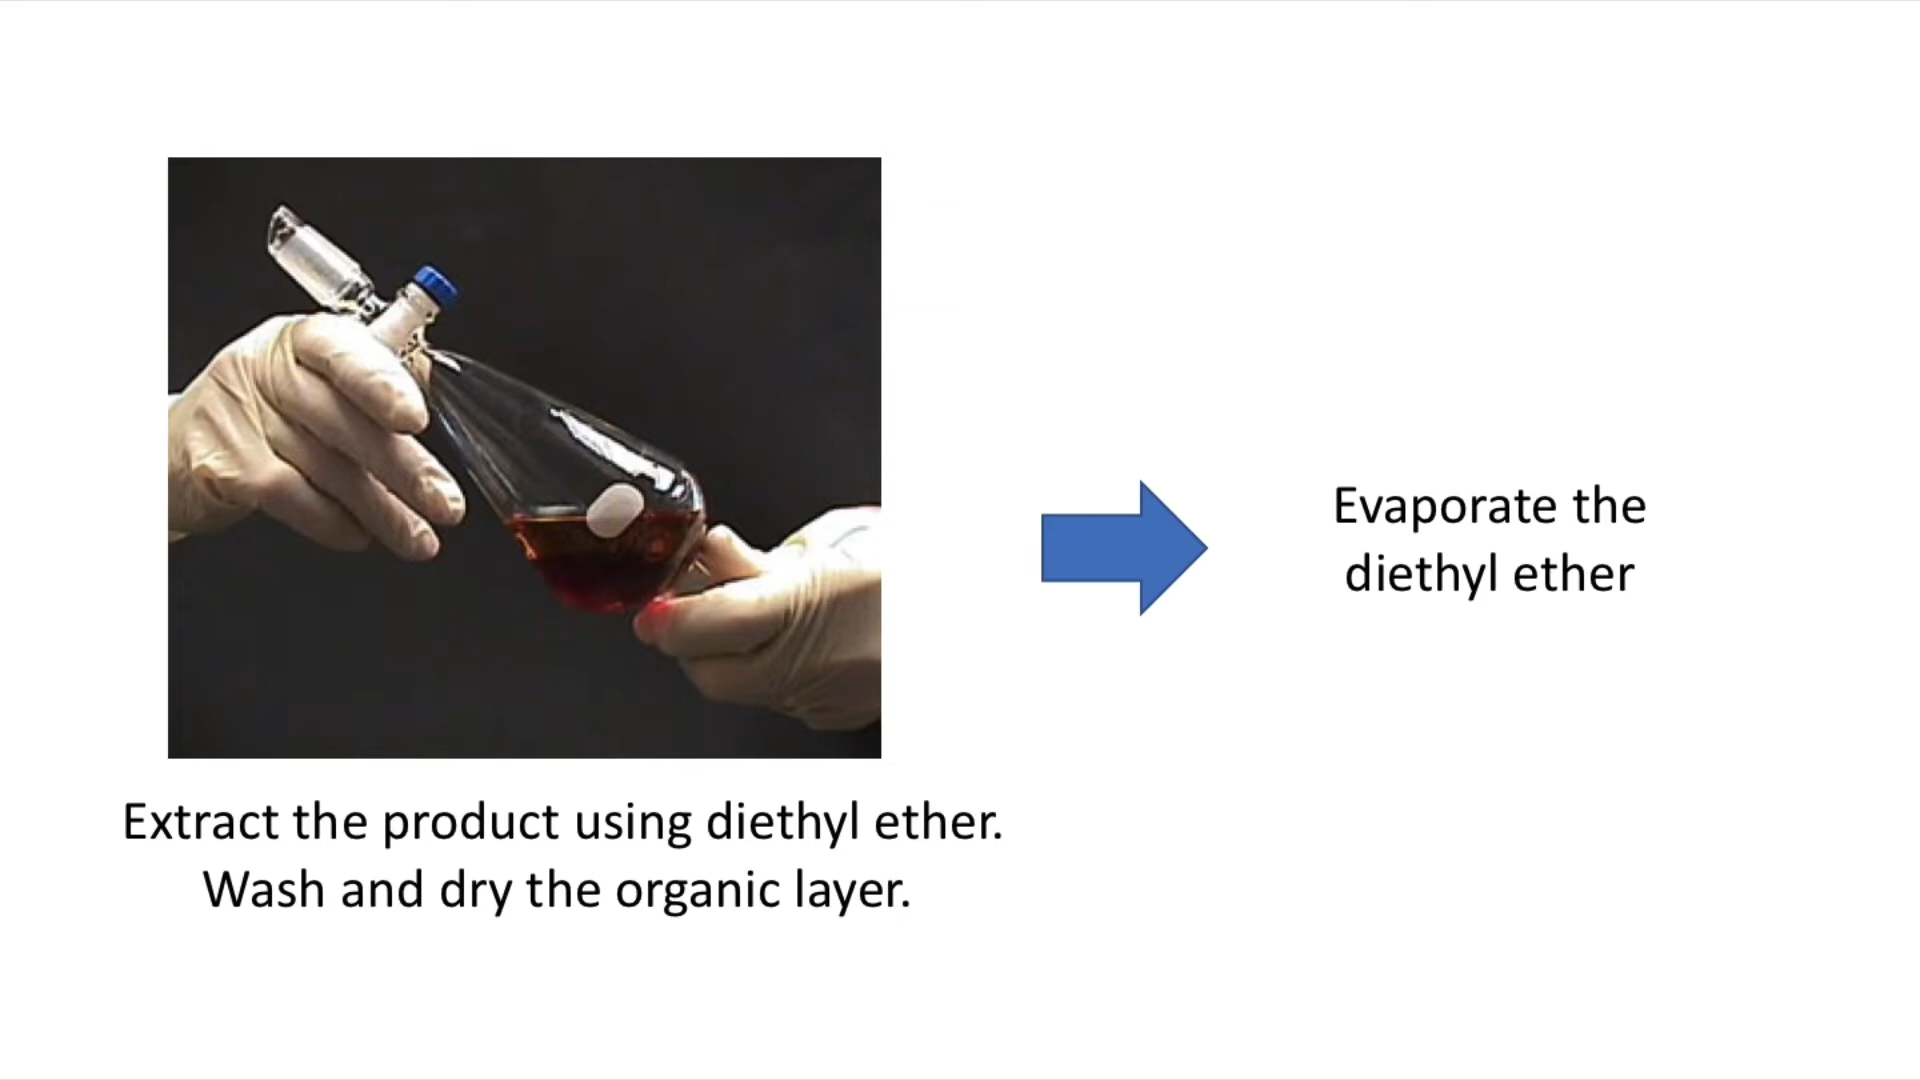 Extract the product using diethyl ether.
Wash and dry the organic layer.
Evaporate the
diethyl ether